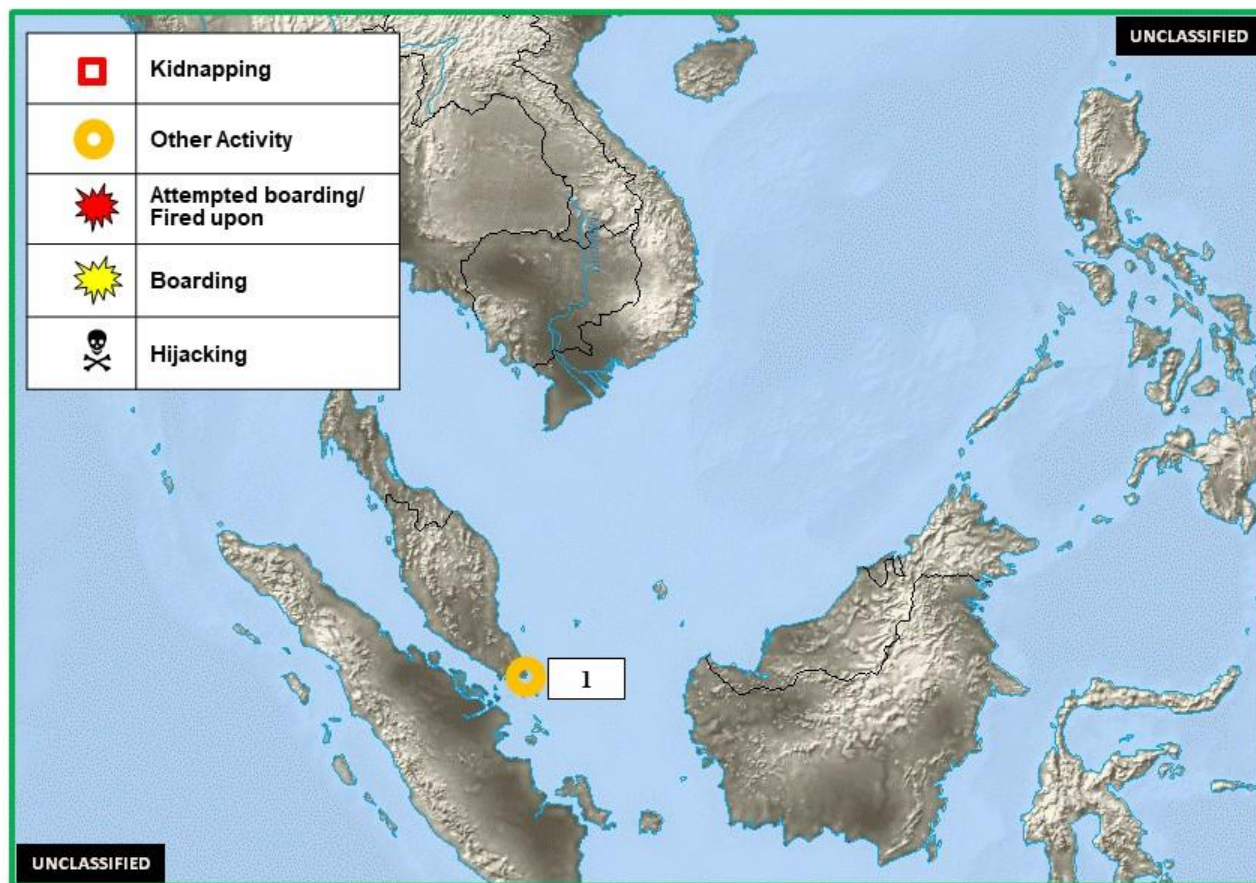 UNCLASSIFIED
Kidnapping
Other Activity
Attempted boarding/
Fired upon
Boarding
Hijacking
1
UNCLASSIFIED